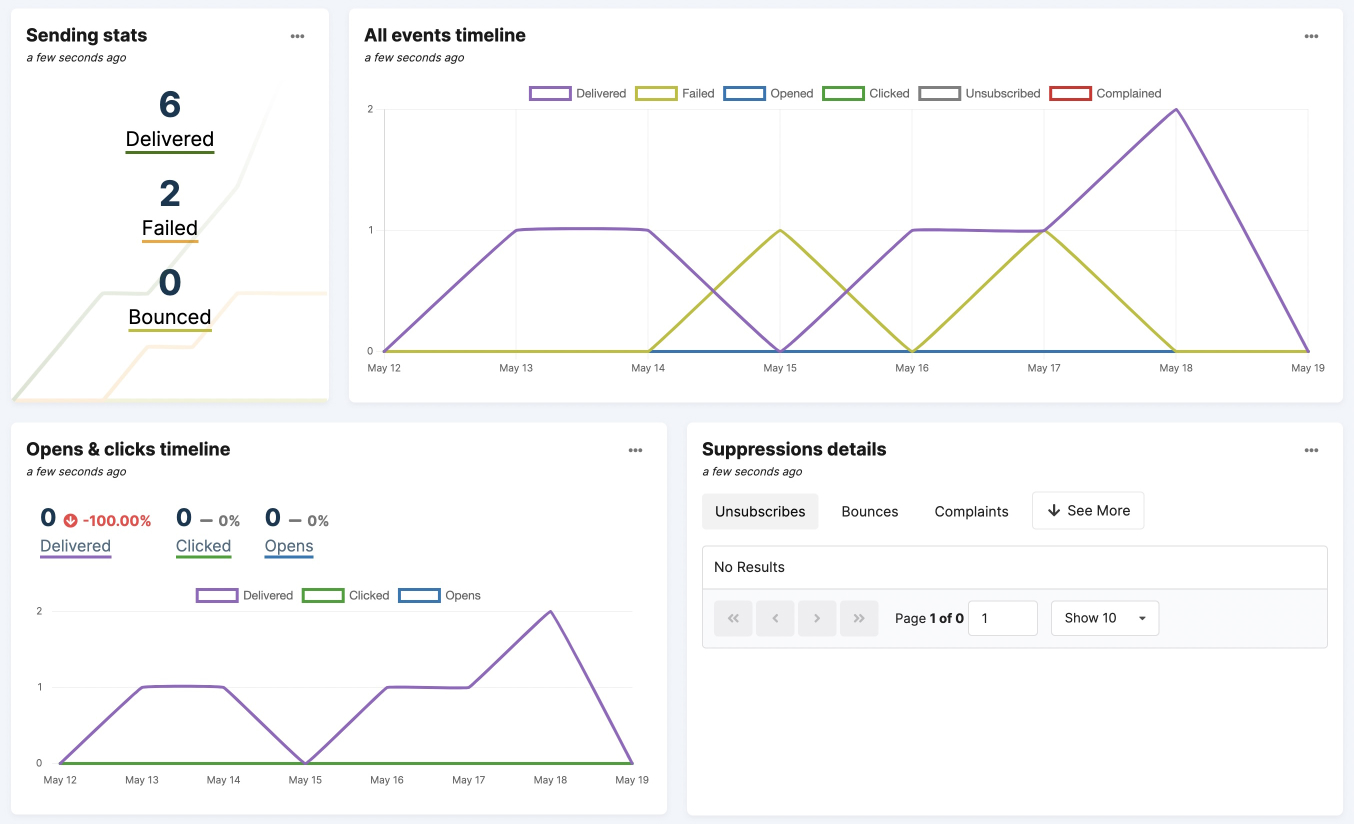 Sending stats
a few seconds ago
6
Delivered
2
Failed
0
Bounced
All events timeline
a few seconds ago
Delivered Failed Opened Clicked Unsubscribed Complained
2
1
0
May 12 May 13 May 14 May 15 May 16 May 17 May 18 May 19
Opens & clicks timeline
a few seconds ago
0 -100.00% 0 — 0% 0 — 0%
Delivered Clicked Opens
Delivered Clicked Opens
2
1
0
May 12 May 13 May 14 May 15 May 16 May 17 May 18 May 19
Suppressions details
a few seconds ago
Unsubscribes Bounces Complaints See More
No Results
Page 1 of 0 1 Show 10